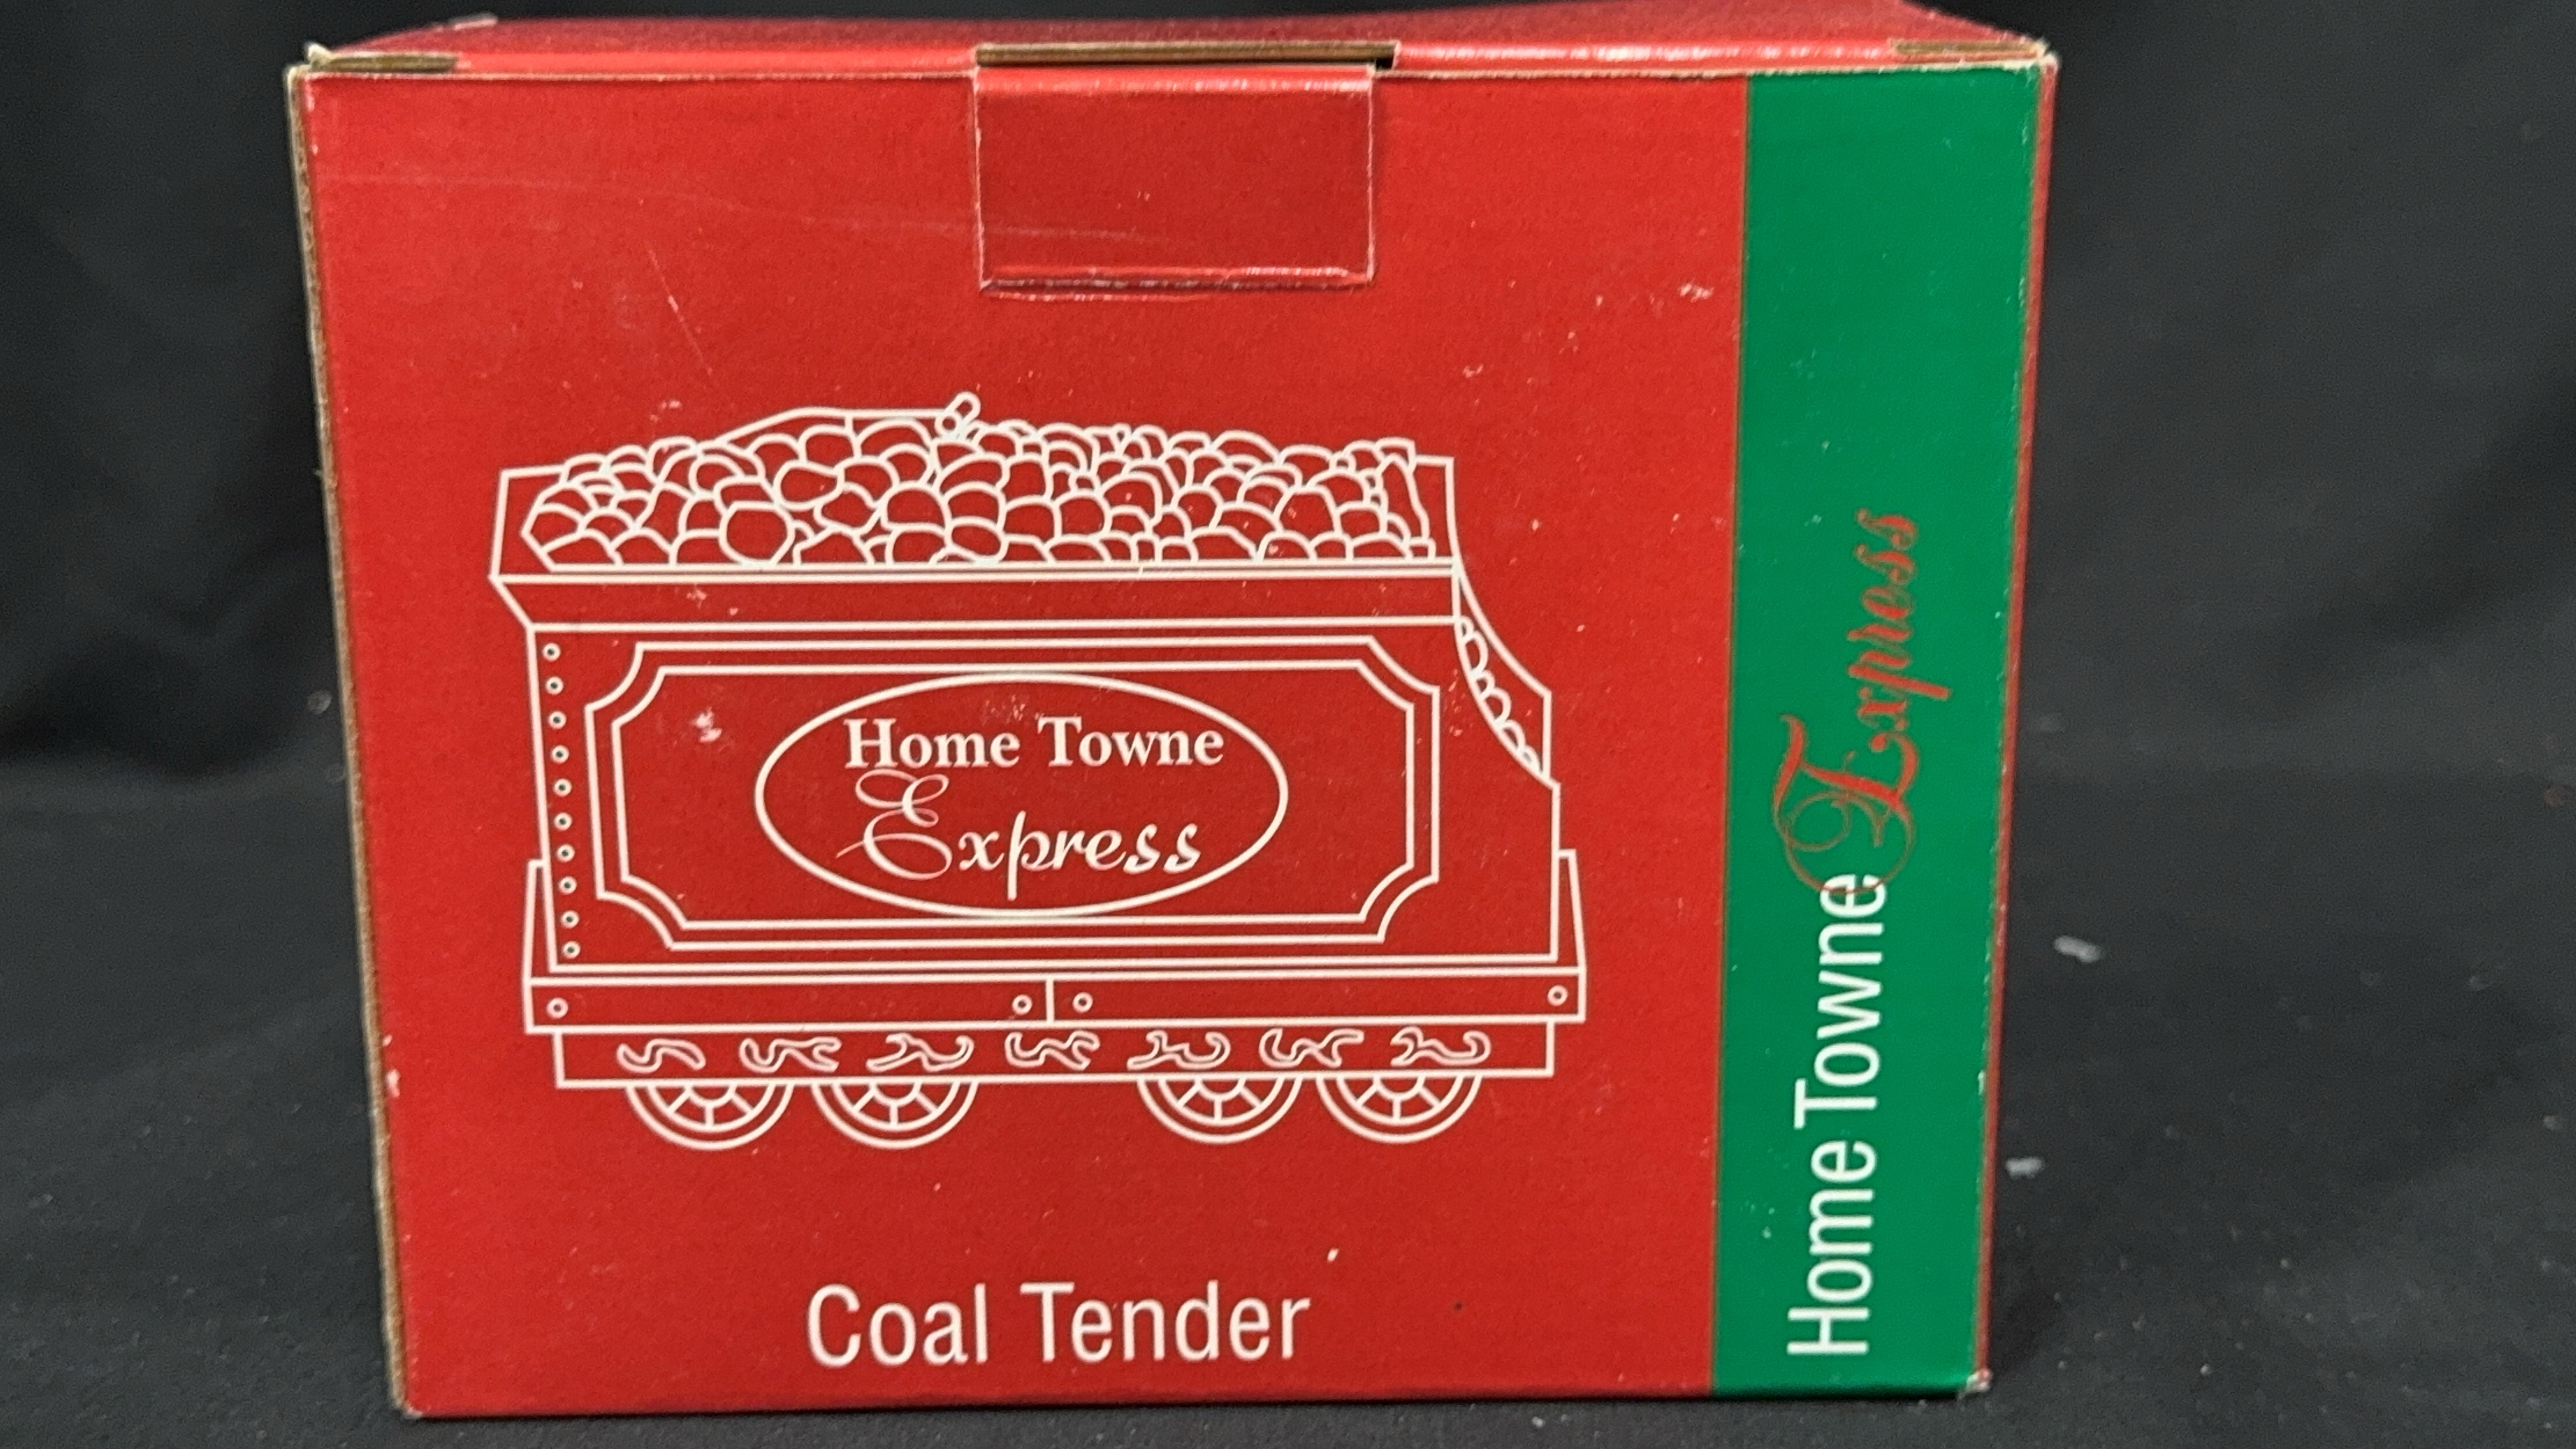 Home Towne
Express
Coal Tender
Home Towne Express